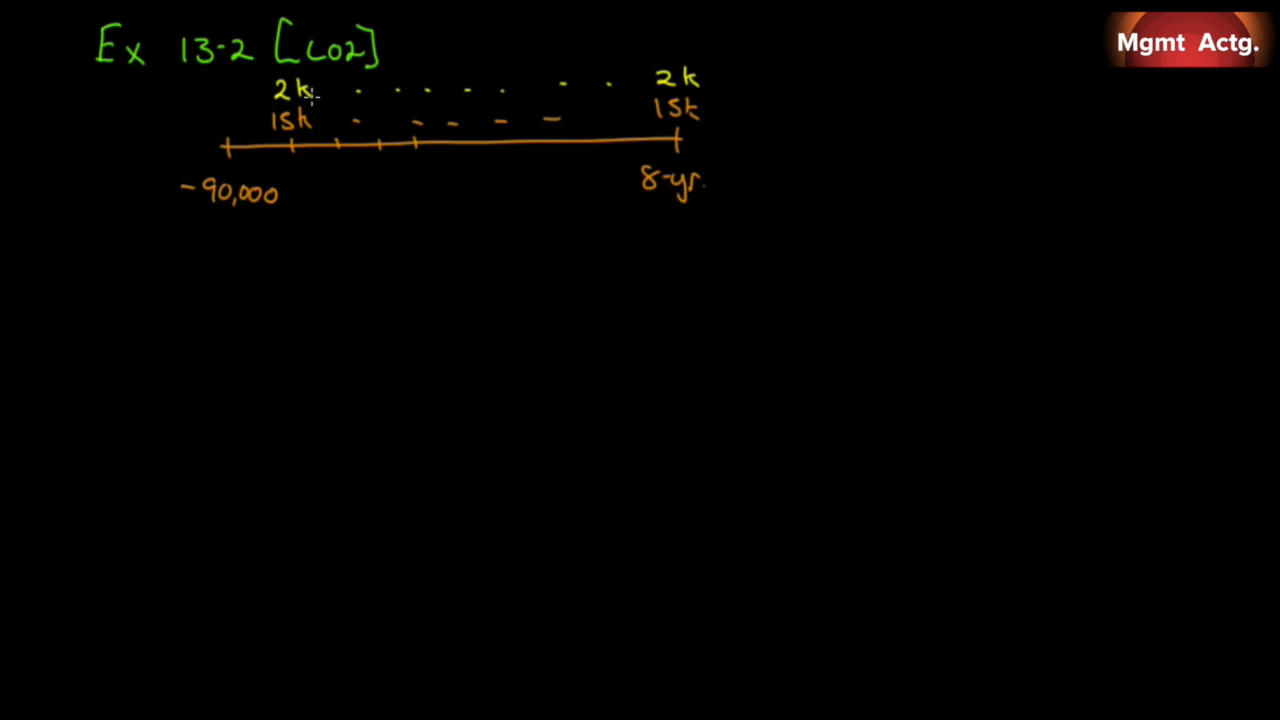 Ex 13-2 [LO2]
Mgmt Actg.
2k 2k
15k 15k
-90,000 8-yr.